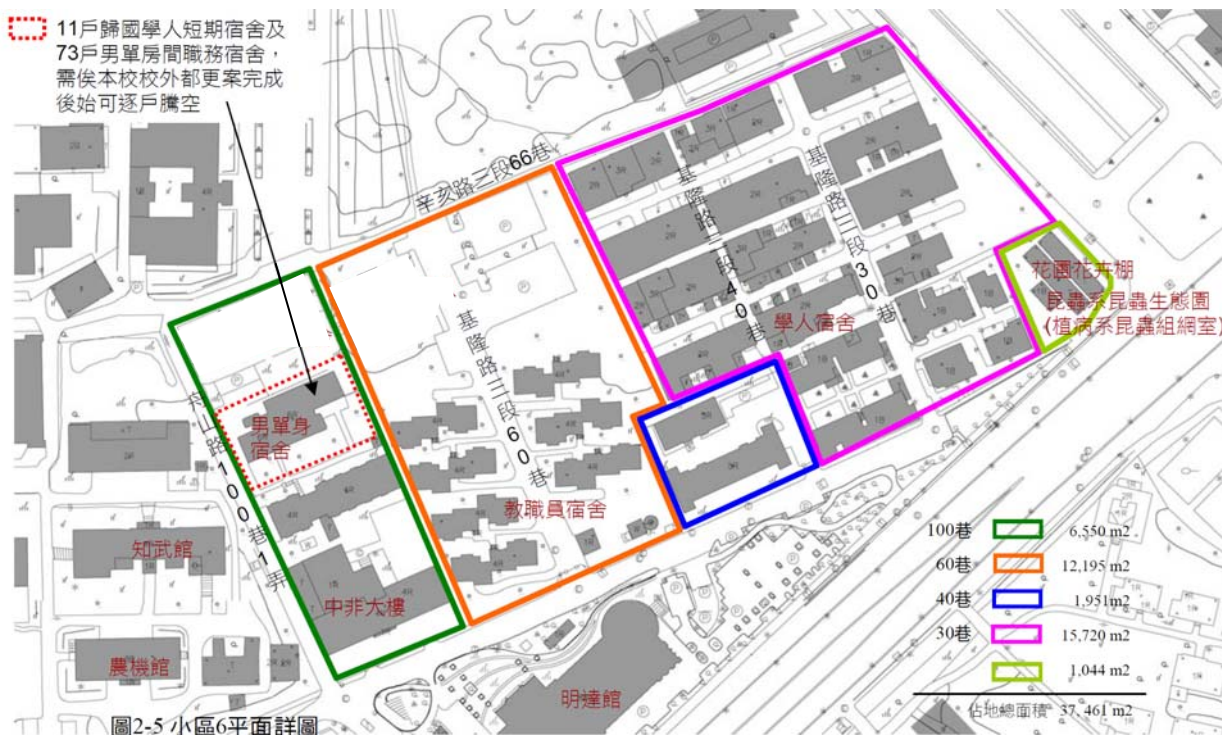 11戶歸國學人短期宿舍及
73戶男單房間職務宿舍，
需俟本校校外都更案完成
後始可逐戶騰空
辛亥路三段66巷
基隆路三段40巷
基隆路三段30巷
基隆路三段60巷
舟山路100巷1弄
花園花卉棚
昆蟲系昆蟲生態園
(植病系昆蟲組網室)
學人宿舍
男單身
宿舍
教職員宿舍
知武館
中非大樓
農機館
明達館
100巷 6,550 m2
60巷 12,195 m2
40巷 1,951m2
30巷 15,720 m2
1,044 m2
佔地總面積 37,461 m2
圖2-5 小區6平面詳圖